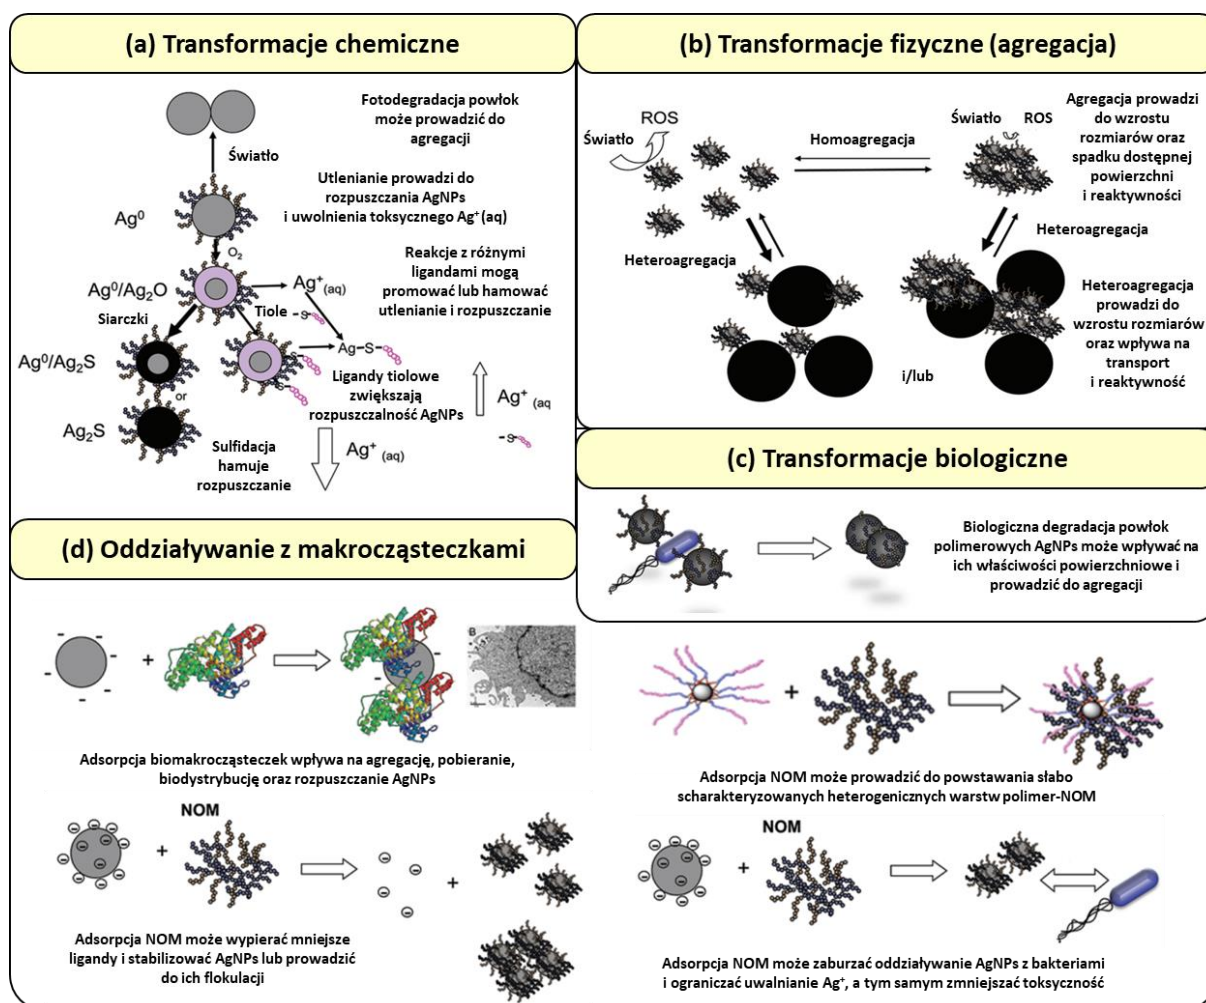 (a) Transformacje chemiczne
Fotodegradacja powłok
może prowadzić do
agregacji
Światło
Utlenianie prowadzi do
rozpuszczania AgNPs
i uwolnienia toksycznego Ag⁺ (aq)
Ag⁰
O₂
Reakcje z różnymi
ligandami mogą
promować lub hamować
utlenianie i rozpuszczanie
Ag⁰/Ag₂O
Ag⁺ (aq)
Siarczki
Tiole
-S-
Ag⁰/Ag₂S
S
Ag-S-
S
or
Ligandy tiolowe
zwiększają
rozpuszczalność AgNPs
Ag⁺ (aq
-S-
Ag₂S
Sulfidacja
hamuje
rozpuszczanie
Ag⁺ (aq)
(b) Transformacje fizyczne (agregacja)
Światło
ROS
Homoagregacja
Światło
ROS
Agregacja prowadzi
do wzrostu
rozmiarów oraz
spadku dostępnej
powierzchni
i reaktywności
Heteroagregacja
Heteroagregacja
Heteroagregacja
prowadzi do
wzrostu rozmiarów
oraz wpływa na
transport
i reaktywność
i/lub
(c) Transformacje biologiczne
Biologiczna degradacja powłok
polimerowych AgNPs może wpływać na
ich właściwości powierzchniowe i
prowadzić do agregacji
(d) Oddziaływanie z makrocząsteczkami
+
B
Adsorpcja biomakrocząsteczek wpływa na agregację, pobieranie,
biodystrybucję oraz rozpuszczanie AgNPs
+
Adsorpcja NOM może prowadzić do powstawania słabo
scharakteryzowanych heterogenicznych warstw polimer-NOM
NOM
+
+
Adsorpcja NOM może wypierać mniejsze
ligandy i stabilizować AgNPs lub prowadzić
do ich flokulacji
NOM
+
Adsorpcja NOM może zaburzać oddziaływanie AgNPs z bakteriami
i ograniczać uwalnianie Ag⁺, a tym samym zmniejszać toksyczność